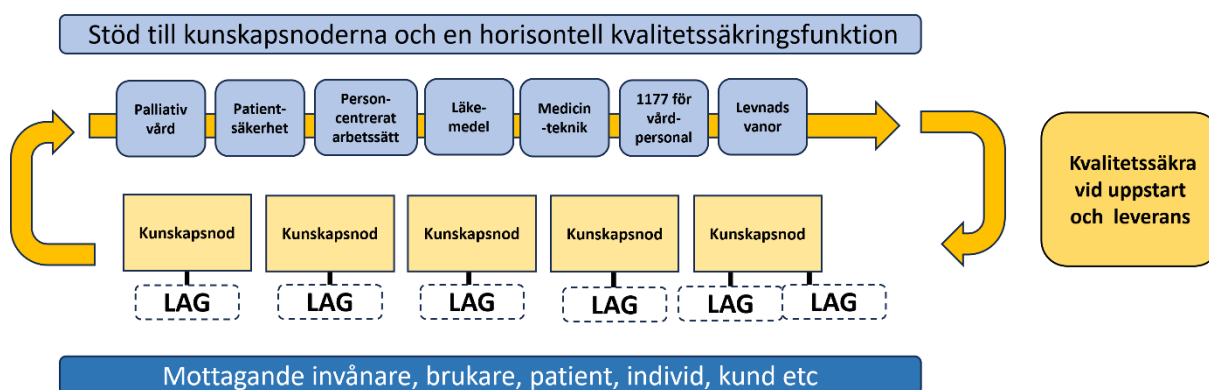 Stöd till kunskapsnoderna och en horisontell kvalitetssäkringsfunktion
Palliativ
vård
Patient-
säkerhet
Person-
centrerat
arbetssätt
Läke-
medel
Medicin
-teknik
1177 för
vård-
personal
Levnads
vanor
Kvalitetssäkra
vid uppstart
och leverans
Kunskapsnod
Kunskapsnod
Kunskapsnod
Kunskapsnod
Kunskapsnod
LAG
LAG
LAG
LAG
LAG
LAG
Mottagande invånare, brukare, patient, individ, kund etc